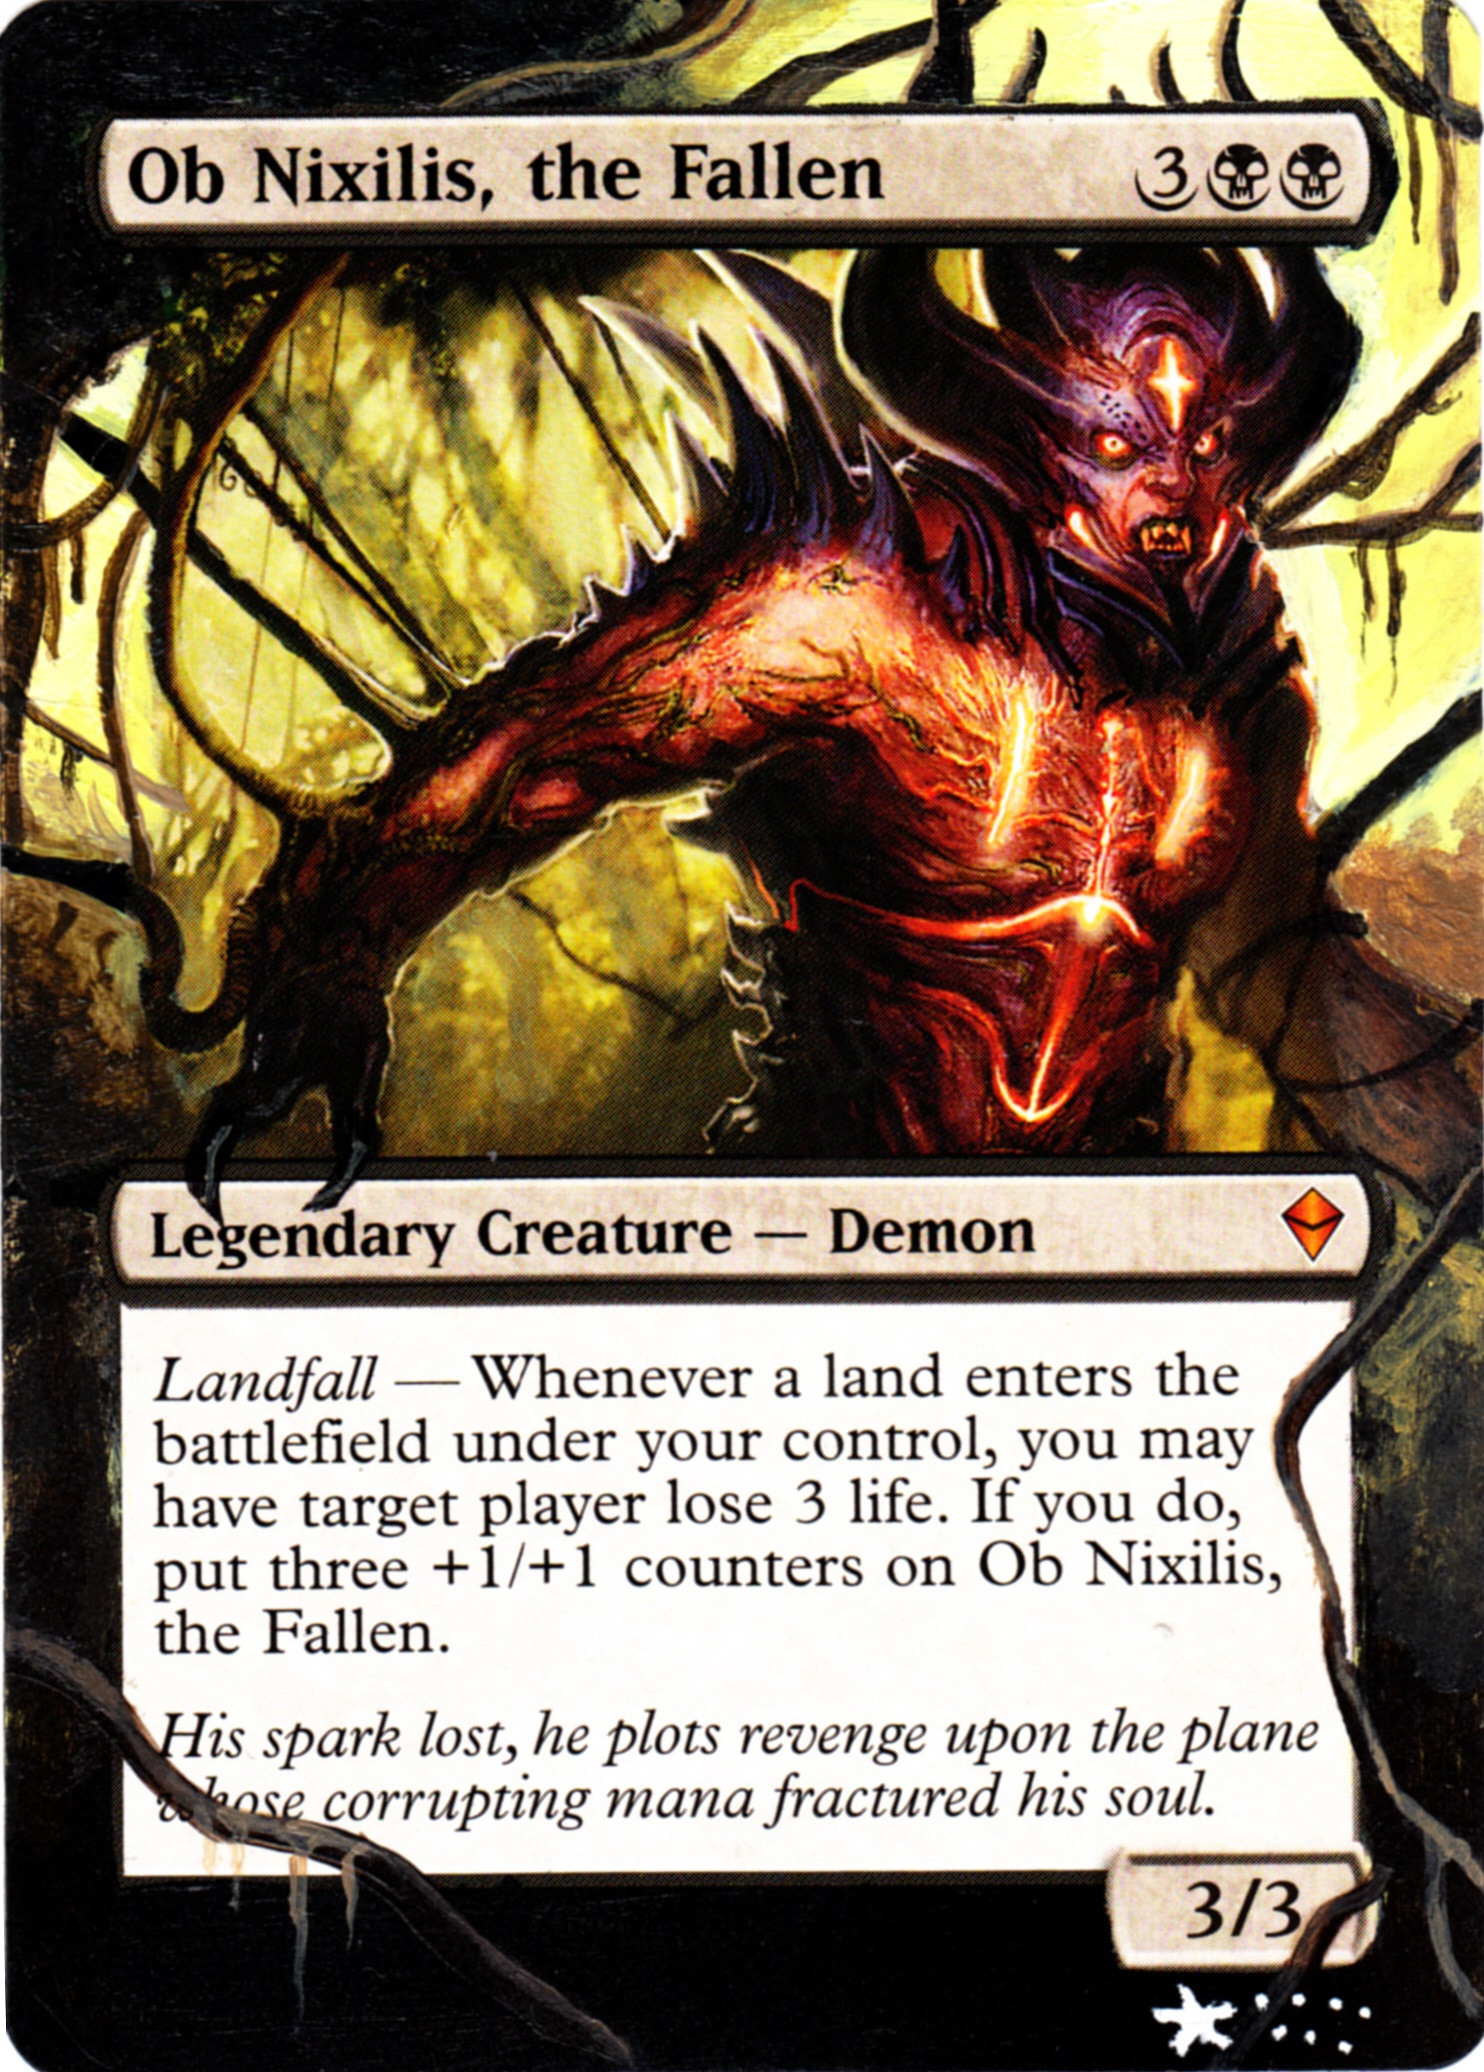 Ob Nixilis, the Fallen 3
Legendary Creature — Demon
Landfall — Whenever a land enters the
battlefield under your control, you may
have target player lose 3 life. If you do,
put three +1/+1 counters on Ob Nixilis,
the Fallen.
His spark lost, he plots revenge upon the plane
whose corrupting mana fractured his soul.
3/3